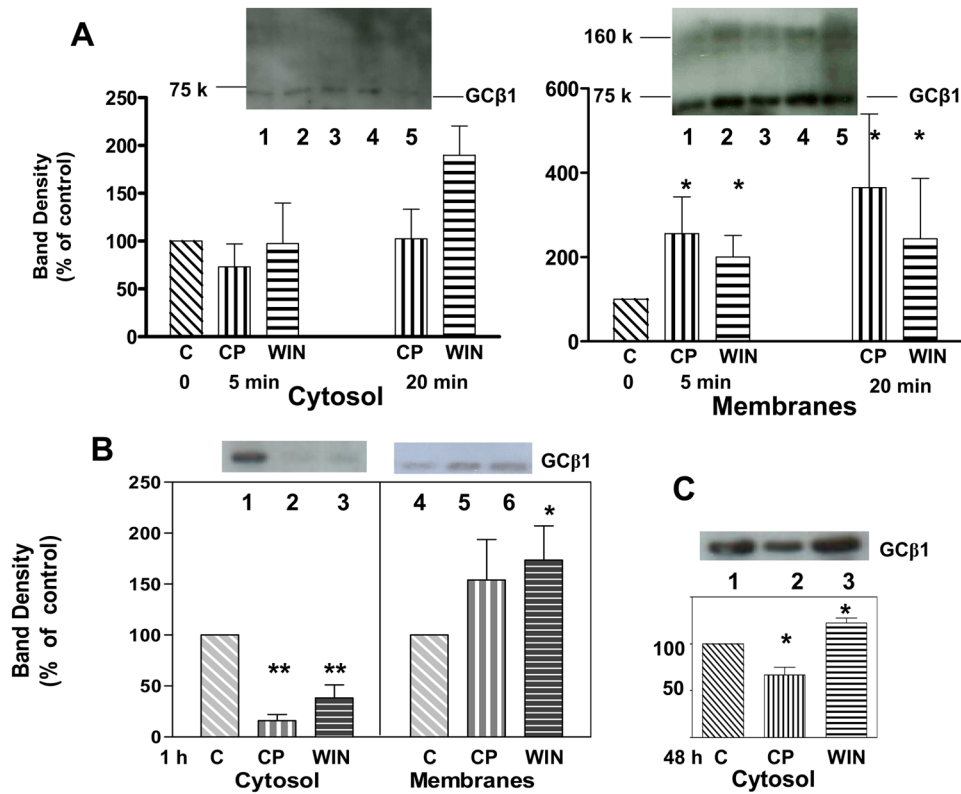 A
75 k
GCβ1
1 2 3 4 5
Band Density
(% of control)
250
200
150
100
50
0
C CP WIN CP WIN
0 5 min 20 min
Cytosol
160 k
75 k
GCβ1
1 2 3 4 5
600
400
200
0
* * * *
C CP WIN CP WIN
0 5 min 20 min
Membranes
B
GCβ1
1 2 3 4 5 6
Band Density
(% of control)
250
200
150
100
50
0
** ** *
1 h C CP WIN C CP WIN
Cytosol Membranes
C
GCβ1
1 2 3
100
50
* *
48 h C CP WIN
Cytosol